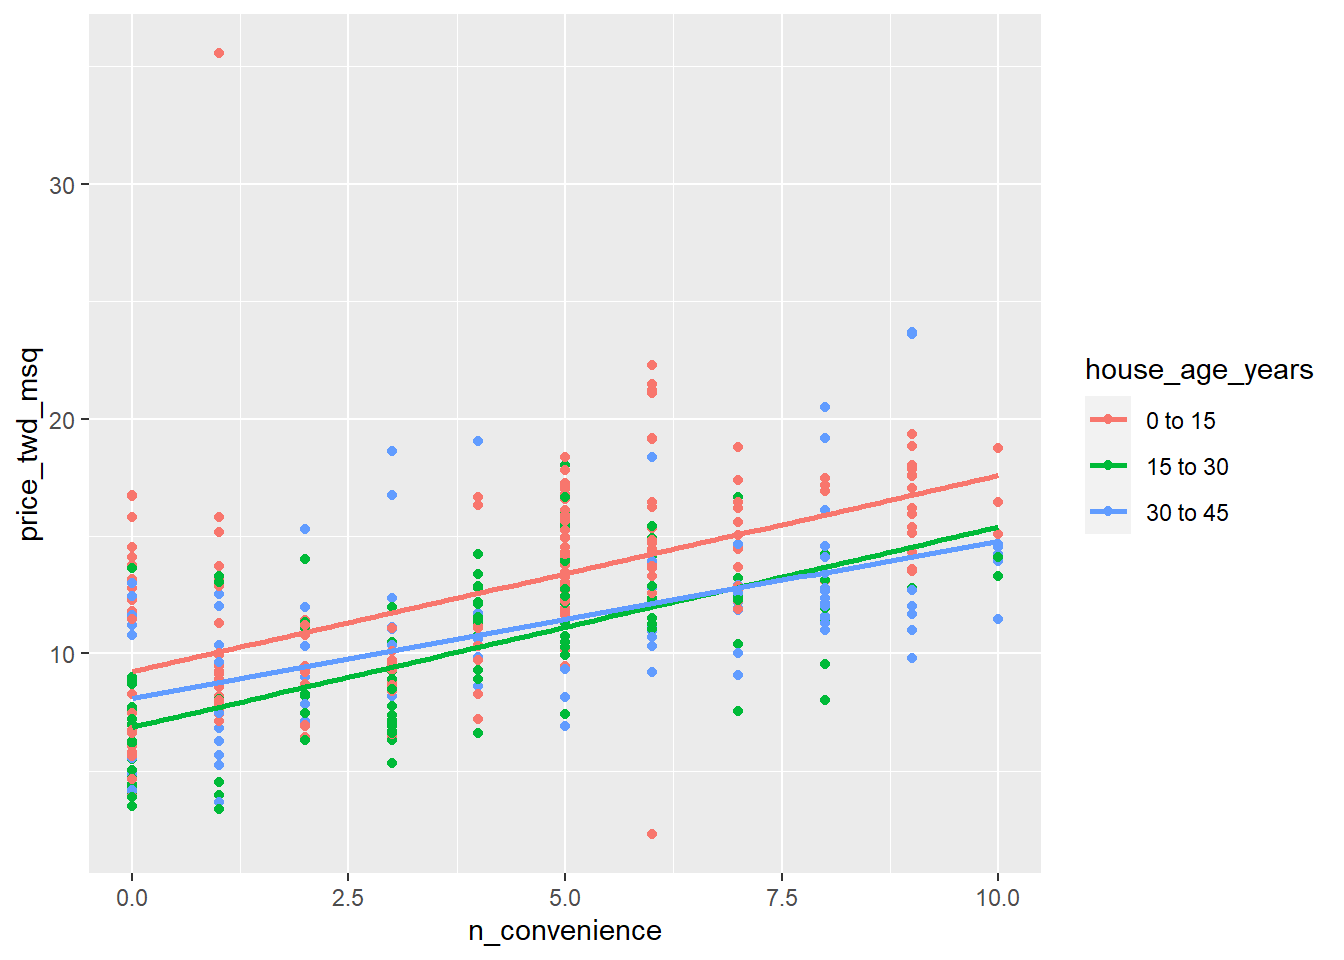 30
20
10
price_twd_msq
0.0 2.5 5.0 7.5 10.0
n_convenience
house_age_years
0 to 15
15 to 30
30 to 45